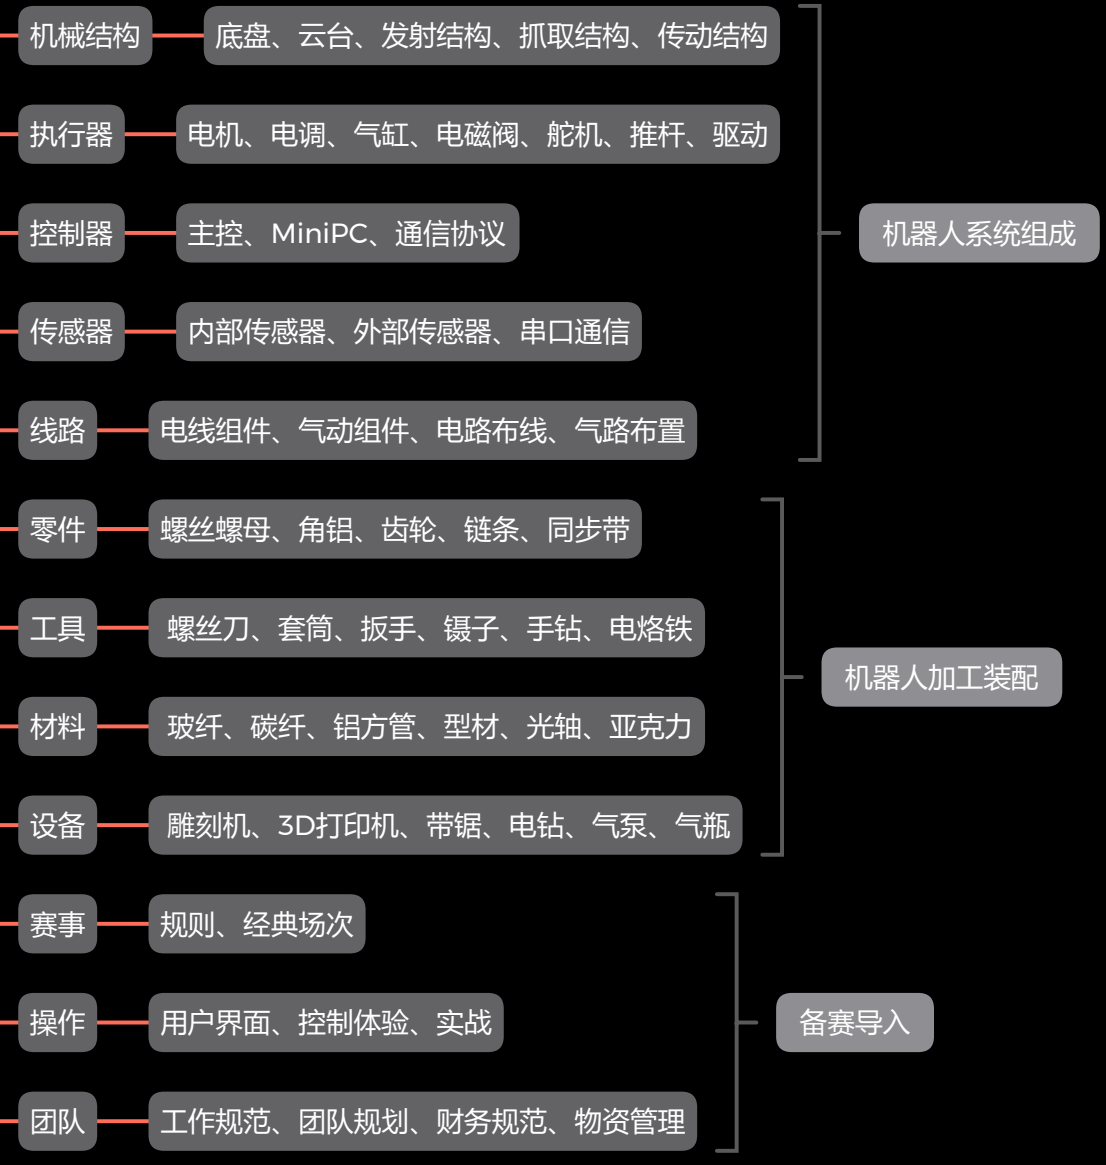 机械结构
底盘、云台、发射结构、抓取结构、传动结构
执行器
电机、电调、气缸、电磁阀、舵机、推杆、驱动
控制器
主控、MiniPC、通信协议
机器人系统组成
传感器
内部传感器、外部传感器、串口通信
线路
电线组件、气动组件、电路布线、气路布置
零件
螺丝螺母、角铝、齿轮、链条、同步带
工具
螺丝刀、套筒、扳手、镊子、手钻、电烙铁
机器人加工装配
材料
玻纤、碳纤、铝方管、型材、光轴、亚克力
设备
雕刻机、3D打印机、带锯、电钻、气泵、气瓶
赛事
规则、经典场次
操作
用户界面、控制体验、实战
备赛导入
团队
工作规范、团队规划、财务规范、物资管理